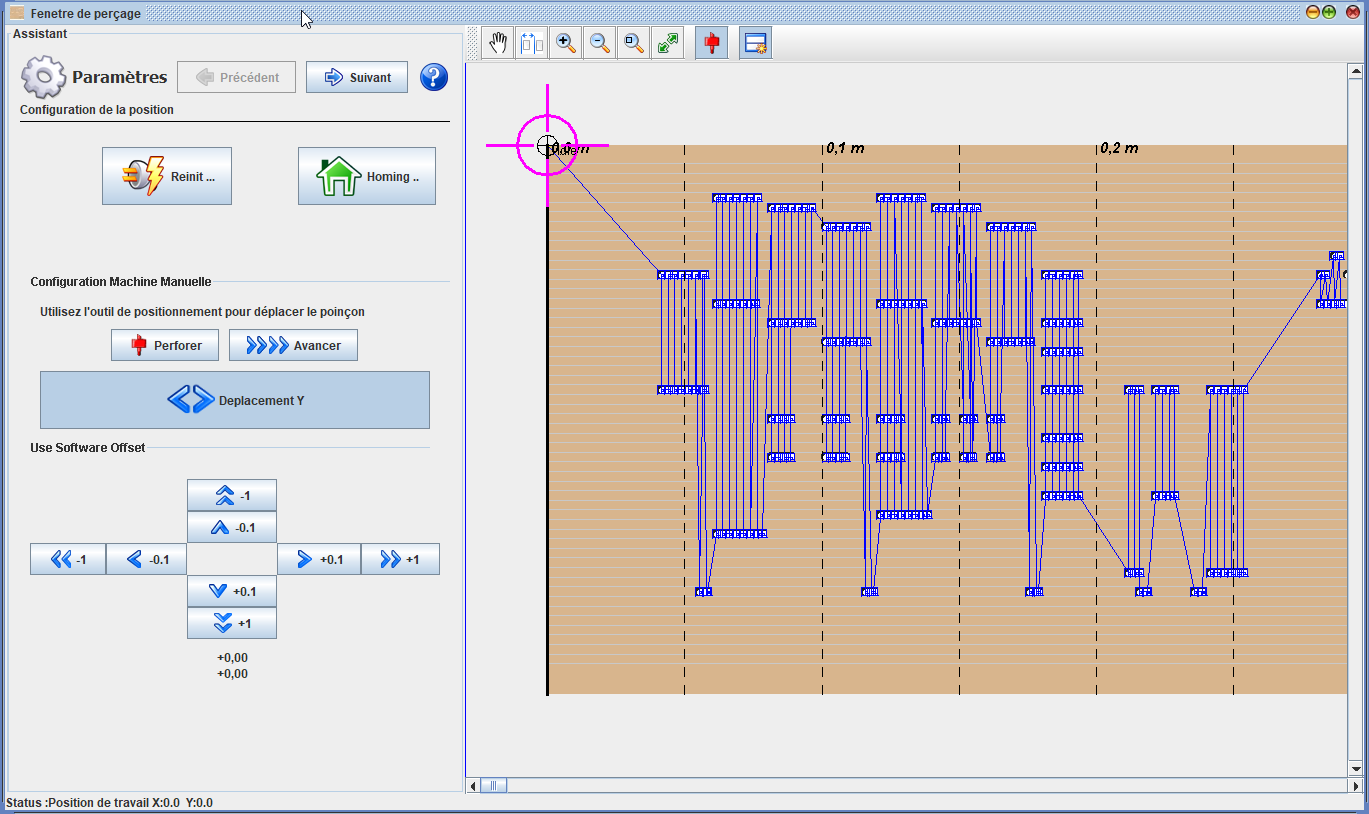 Fenetre de perçage
Assistant
Paramètres
Précédent
Suivant
Configuration de la position
Reinit ...
Homing ..
Configuration Machine Manuelle
Utilisez l'outil de positionnement pour déplacer le poinçon
Perforer
Avancer
Deplacement Y
Use Software Offset
-1
-0.1
-1
-0.1
+0.1
+1
+0.1
+1
+0,00
+0,00
0,1 m
0,2 m
Status :Position de travail X:0.0 Y:0.0